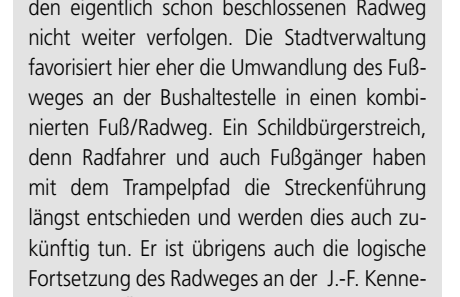 den eigentlich schon beschlossenen Radweg
nicht weiter verfolgen. Die Stadtverwaltung
favorisiert hier eher die Umwandlung des Fuß-
weges an der Bushaltestelle in einen kombi-
nierten Fuß/Radweg. Ein Schildbürgerstreich,
denn Radfahrer und auch Fußgänger haben
mit dem Trampelpfad die Streckenführung
längst entschieden und werden dies auch zu-
künftig tun. Er ist übrigens auch die logische
Fortsetzung des Radweges an der J.-F. Kenne-